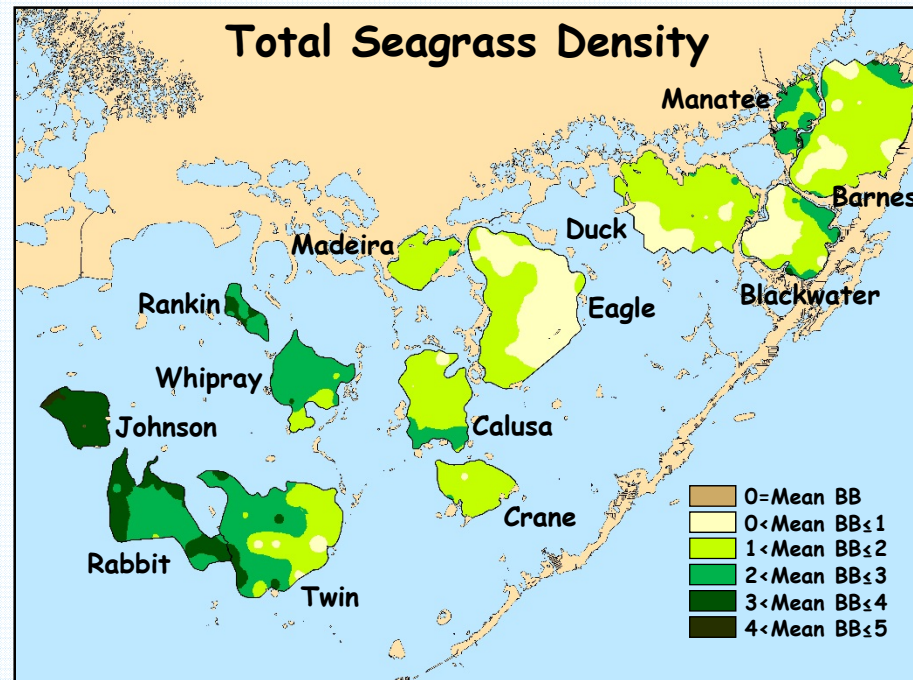 Total Seagrass Density
Manatee
Barnes
Duck
Madeira
Blackwater
Rankin
Eagle
Whipray
Johnson
Calusa
Crane
Rabbit
Twin
0=Mean BB
0<Mean BB≤1
1<Mean BB≤2
2<Mean BB≤3
3<Mean BB≤4
4<Mean BB≤5